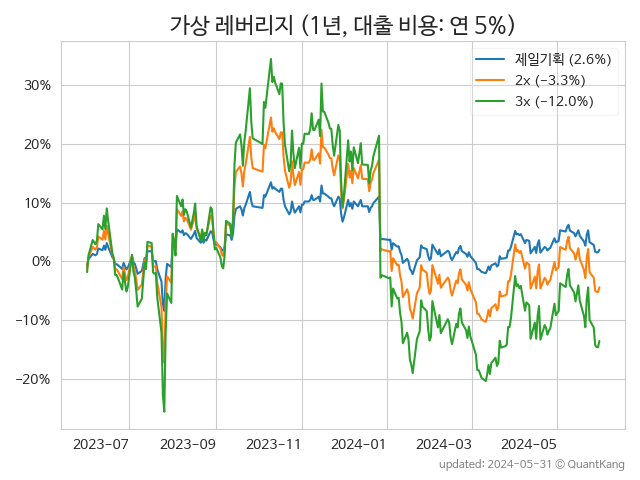 가상 레버리지 (1년, 대출 비용: 연 5%)
제일기획 (2.6%)
2x (−3.3%)
3x (−12.0%)
30%
20%
10%
0%
−10%
−20%
2023−07
2023−09
2023−11
2024−01
2024−03
2024−05
updated: 2024-05-31 © QuantKang